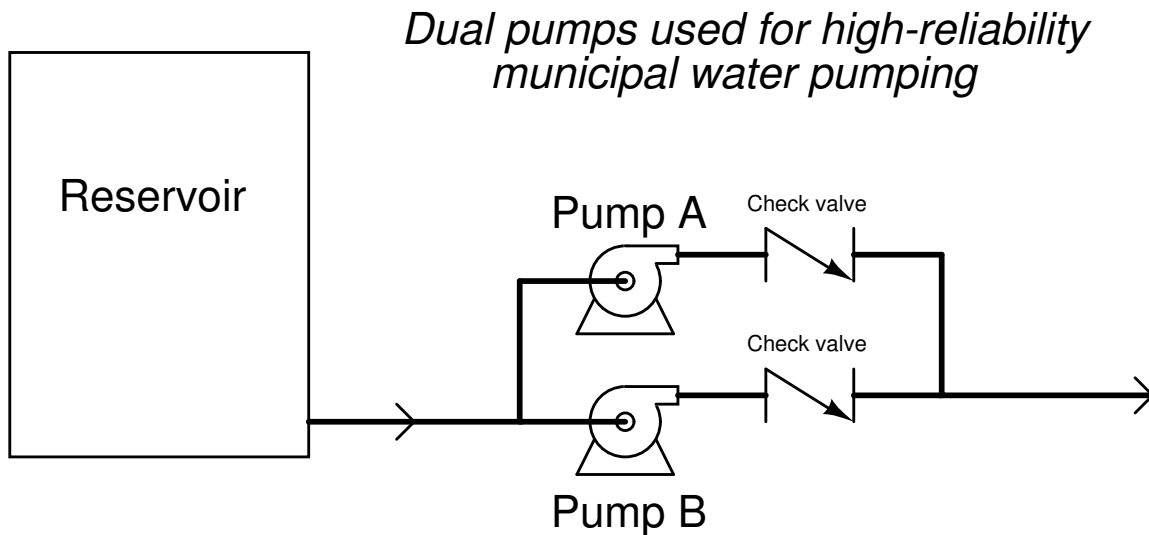 Dual pumps used for high-reliability
municipal water pumping
Reservoir
Pump A
Check valve
Check valve
Pump B